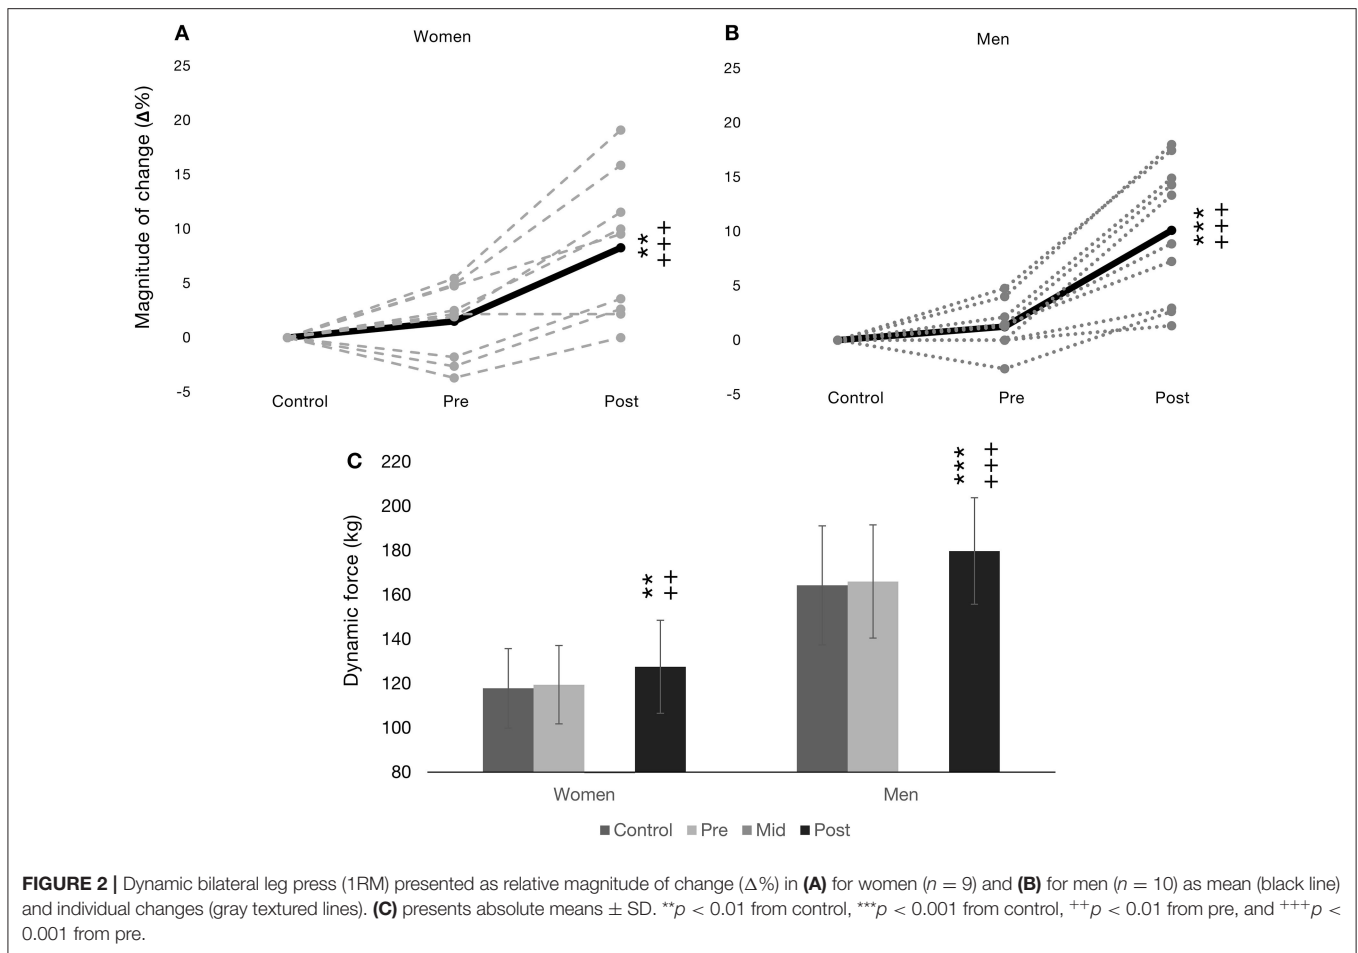 A
Women
25
20
15
10
5
0
-5
Magnitude of change (Δ%)
Control
Pre
Post
**
+++
B
Men
25
20
15
10
5
0
-5
Control
Pre
Post
***
+++
C
220
200
180
160
140
120
100
80
Dynamic force (kg)
**
++
***
+++
Women
Men
Control Pre Mid Post
FIGURE 2 | Dynamic bilateral leg press (1RM) presented as relative magnitude of change (Δ%) in (A) for women (n = 9) and (B) for men (n = 10) as mean (black line)
and individual changes (gray textured lines). (C) presents absolute means ± SD. **p < 0.01 from control, ***p < 0.001 from control, ++p < 0.01 from pre, and +++p <
0.001 from pre.